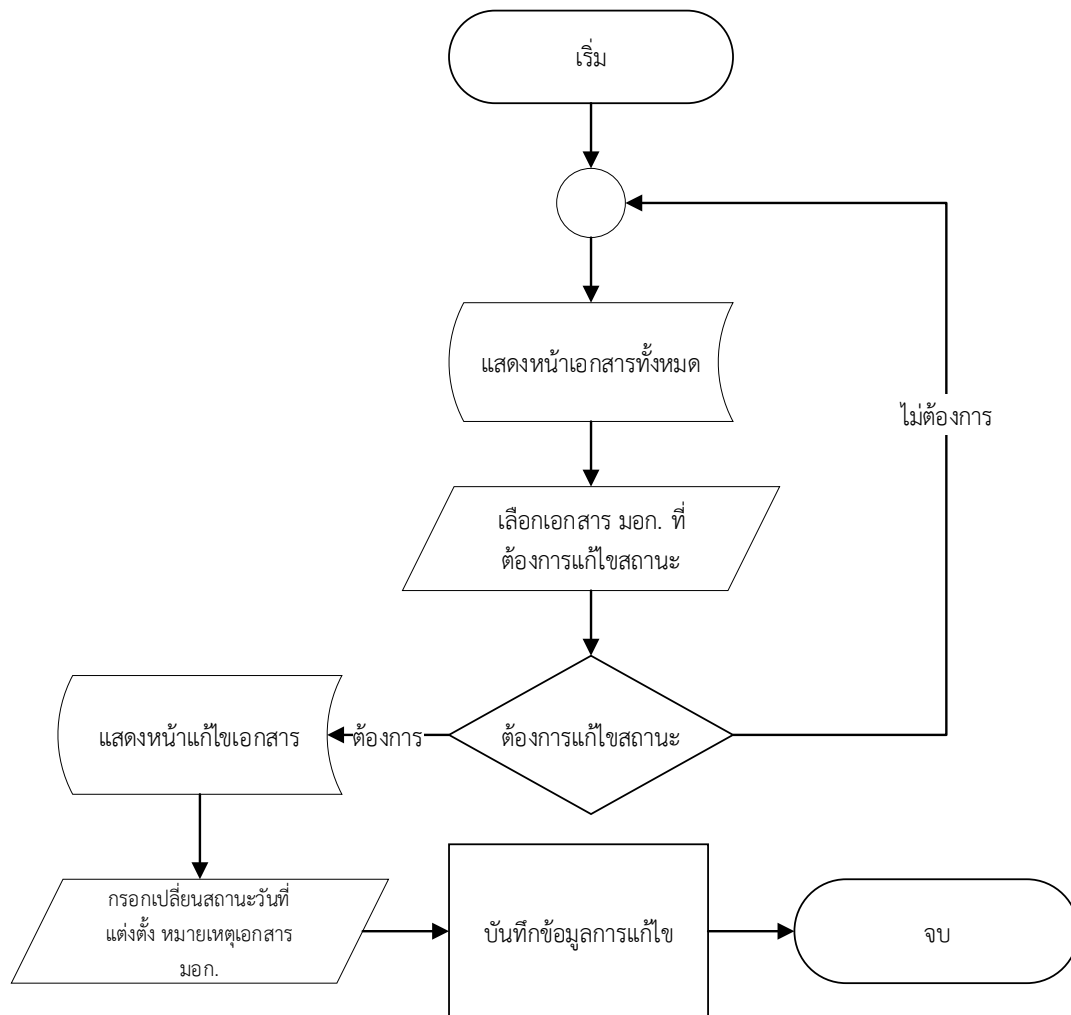 เริ่ม
แสดงหน้าเอกสารทั้งหมด
ไม่ต้องการ
เลือกเอกสาร มอก. ที่
ต้องการแก้ไขสถานะ
แสดงหน้าแก้ไขเอกสาร
ต้องการ
ต้องการแก้ไขสถานะ
กรอกเปลี่ยนสถานะวันที่
แต่งตั้ง หมายเหตุเอกสาร
มอก.
บันทึกข้อมูลการแก้ไข
จบ